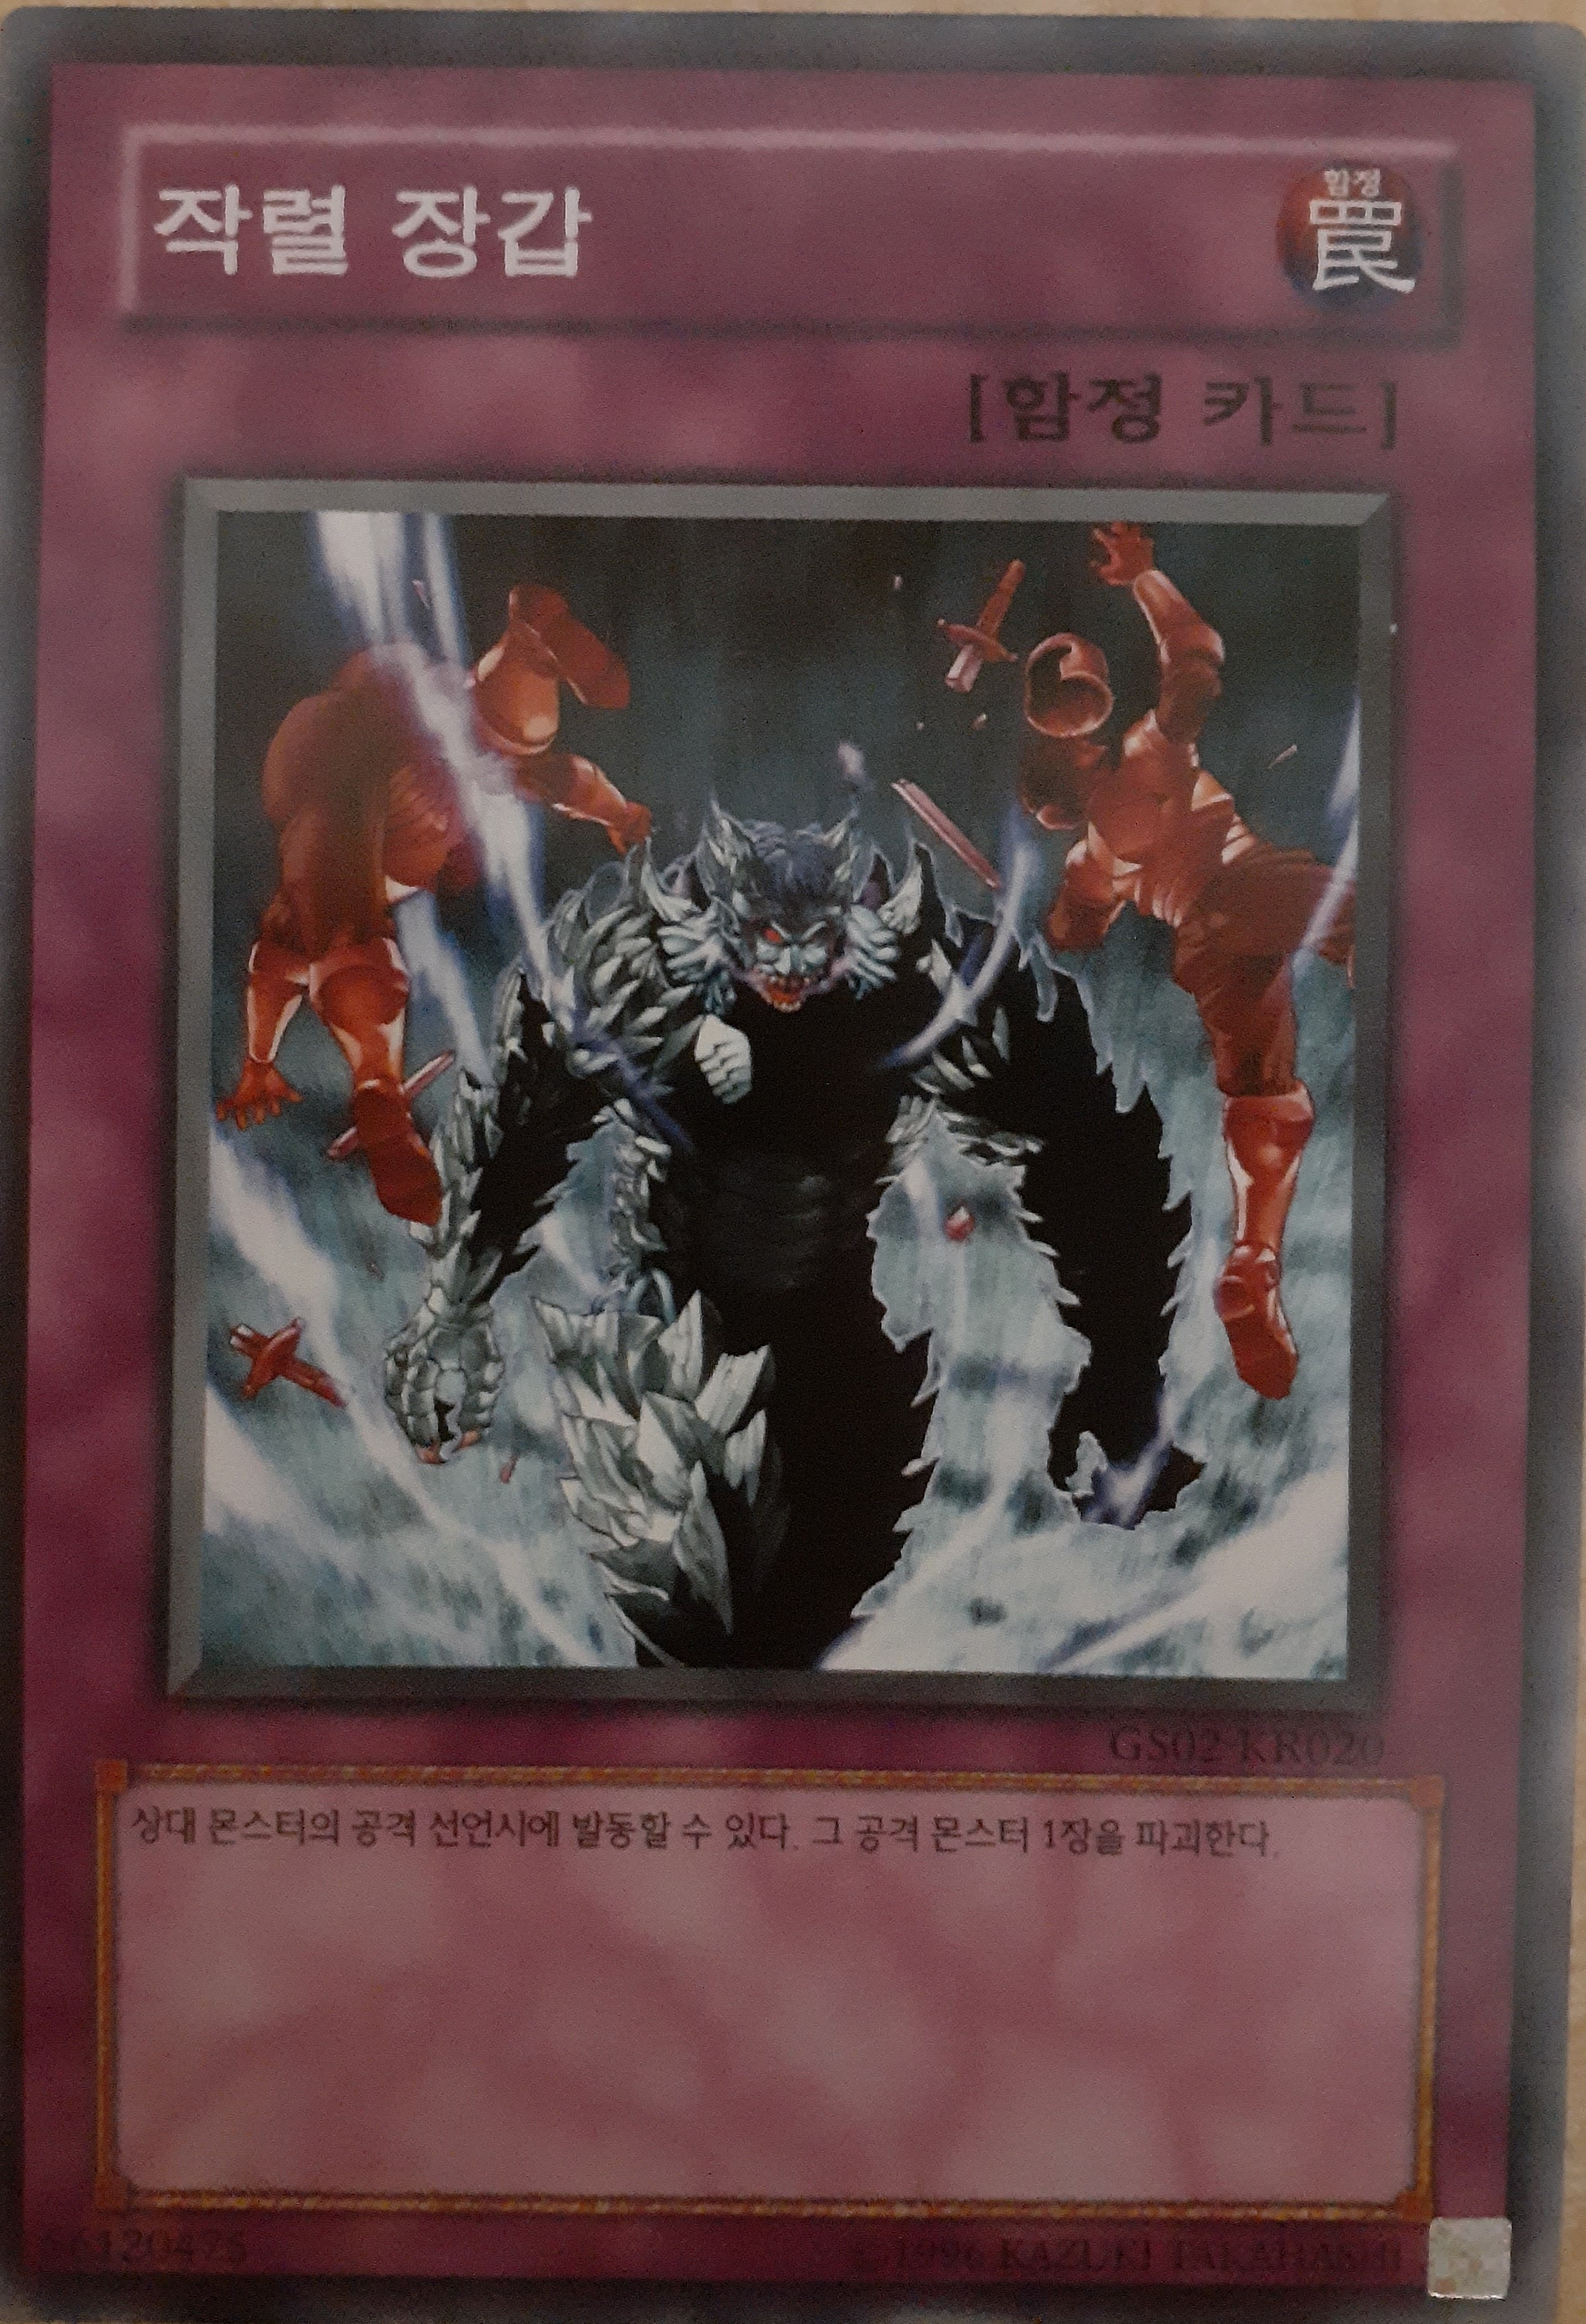 작렬 장갑
함정
罠
[함정 카드]
GS02-KR020
상대 몬스터의 공격 선언시에 발동할 수 있다. 그 공격 몬스터 1장을 파괴한다.
©1996 KAZUKI TAKAHASHI